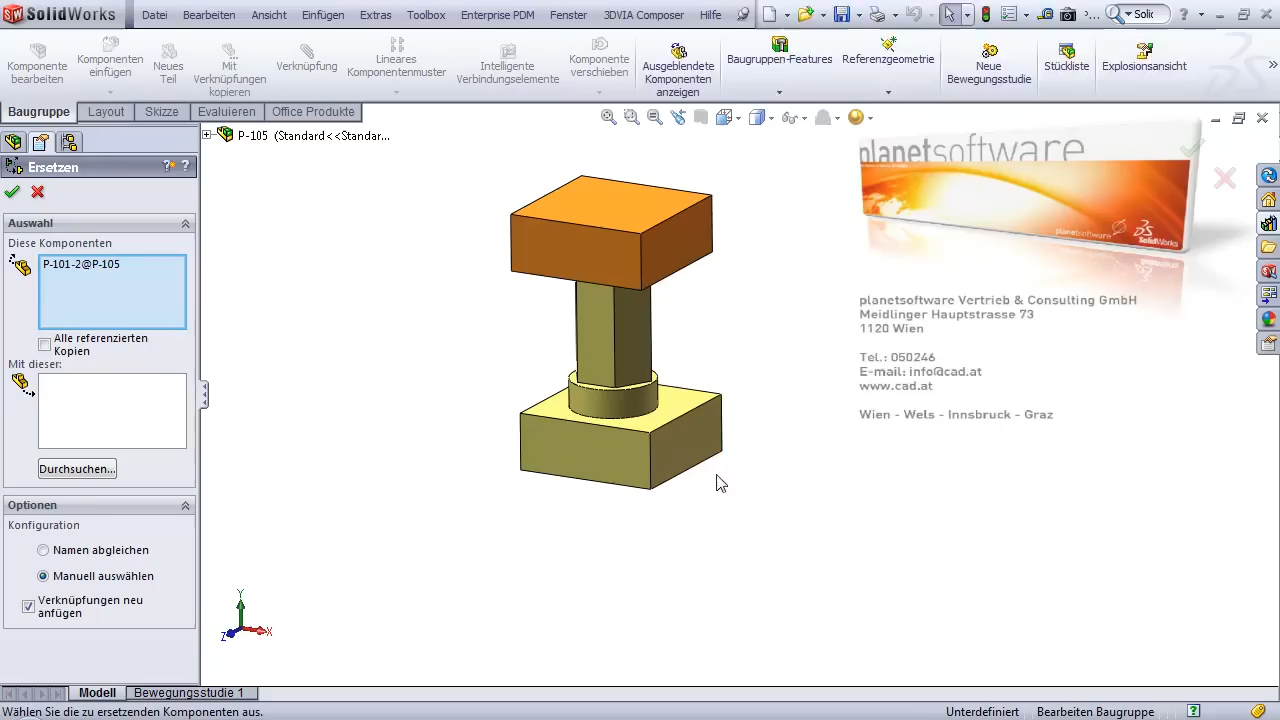 SolidWorks
Datei Bearbeiten Ansicht Einfügen Extras Toolbox Enterprise PDM Fenster 3DVIA Composer Hilfe
Solic
Komponente bearbeiten
Komponenten einfügen
Neues Teil
Mit Verknüpfungen kopieren
Verknüpfung
Lineares Komponentenmuster
Intelligente Verbindungselemente
Komponente verschieben
Ausgeblendete Komponenten anzeigen
Baugruppen-Features
Referenzgeometrie
Neue Bewegungsstudie
Stückliste
Explosionsansicht
Baugruppe Layout Skizze Evaluieren Office Produkte
P-105 (Standard<<Standar...
Ersetzen
Auswahl
Diese Komponenten
P-101-2@P-105
Alle referenzierten
Kopien
Mit dieser:
Durchsuchen...
Optionen
Konfiguration
Namen abgleichen
Manuell auswählen
Verknüpfungen neu
anfügen
planetsoftware
planetsoftware
SolidWorks
planetsoftware Vertrieb & Consulting GmbH
Meidlinger Hauptstrasse 73
1120 Wien
Tel.: 050246
E-mail: info@cad.at
www.cad.at
Wien - Wels - Innsbruck - Graz
Y
X
Z
Modell Bewegungsstudie 1
Wählen Sie die zu ersetzenden Komponenten aus.
Unterdefiniert Bearbeiten Baugruppe